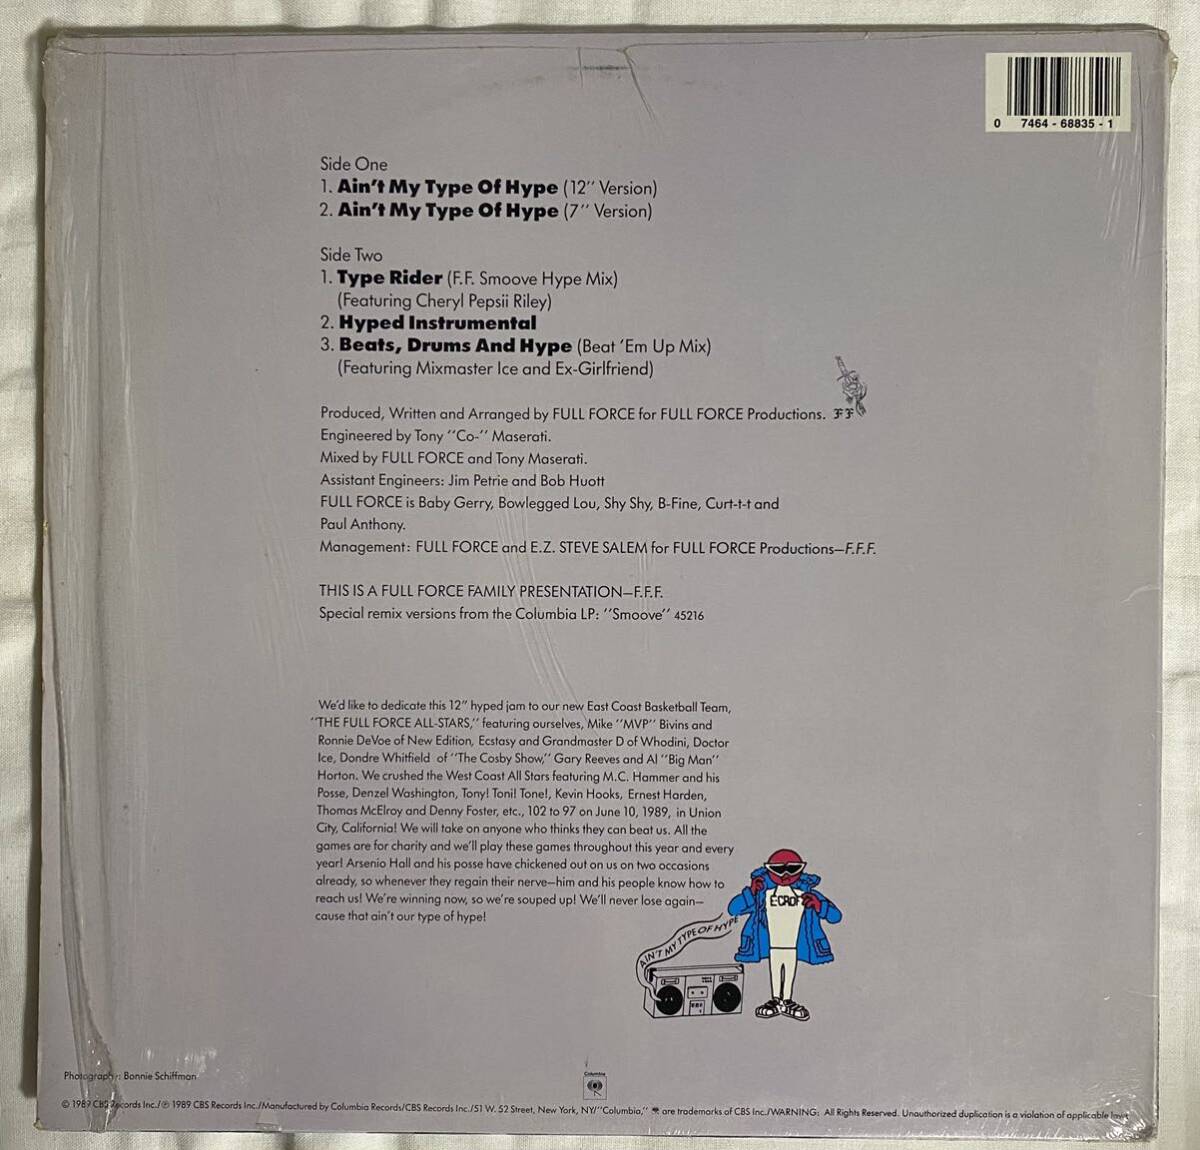 0 7464-68835-1
Side One
1. Ain't My Type Of Hype (12" Version)
2. Ain't My Type Of Hype (7" Version)
Side Two
1. Type Rider (F.F. Smoove Hype Mix)
(Featuring Cheryl Pepsii Riley)
2. Hyped Instrumental
3. Beats, Drums And Hype (Beat 'Em Up Mix)
(Featuring Mixmaster Ice and Ex-Girlfriend)
Produced, Written and Arranged by FULL FORCE for FULL FORCE Productions. FF
Engineered by Tony "Co-" Maserati.
Mixed by FULL FORCE and Tony Maserati.
Assistant Engineers: Jim Petrie and Bob Huott
FULL FORCE is Baby Gerry, Bowlegged Lou, Shy Shy, B-Fine, Curt-t-t and
Paul Anthony.
Management: FULL FORCE and E.Z. STEVE SALEM for FULL FORCE Productions—F.F.F.
THIS IS A FULL FORCE FAMILY PRESENTATION—F.F.F.
Special remix versions from the Columbia LP: "Smoove" 45216
We'd like to dedicate this 12" hyped jam to our new East Coast Basketball Team,
"THE FULL FORCE ALL-STARS," featuring ourselves, Mike "MVP" Bivins and
Ronnie DeVoe of New Edition, Ecstasy and Grandmaster D of Whodini, Doctor
Ice, Dondre Whitfield of "The Cosby Show," Gary Reeves and Al "Big Man"
Horton. We crushed the West Coast All Stars featuring M.C. Hammer and his
Posse, Denzel Washington, Tony! Toni! Tone!, Kevin Hooks, Ernest Harden,
Thomas McElroy and Denny Foster, etc., 102 to 97 on June 10, 1989, in Union
City, California! We will take on anyone who thinks they can beat us. All the
games are for charity and we'll play these games throughout this year and every
year! Arsenio Hall and his posse have chickened out on us on two occasions
already, so whenever they regain their nerve—him and his people know how to
reach us! We're winning now, so we're souped up! We'll never lose again—
cause that ain't our type of hype!
AIN'T MY TYPE OF HYPE
Photography: Bonnie Schiffman
Columbia
© 1989 CBS Records Inc./℗ 1989 CBS Records Inc./Manufactured by Columbia Records/CBS Records Inc./51 W. 52 Street, New York, NY/"Columbia," are trademarks of CBS Inc./WARNING: All Rights Reserved. Unauthorized duplication is a violation of applicable laws.